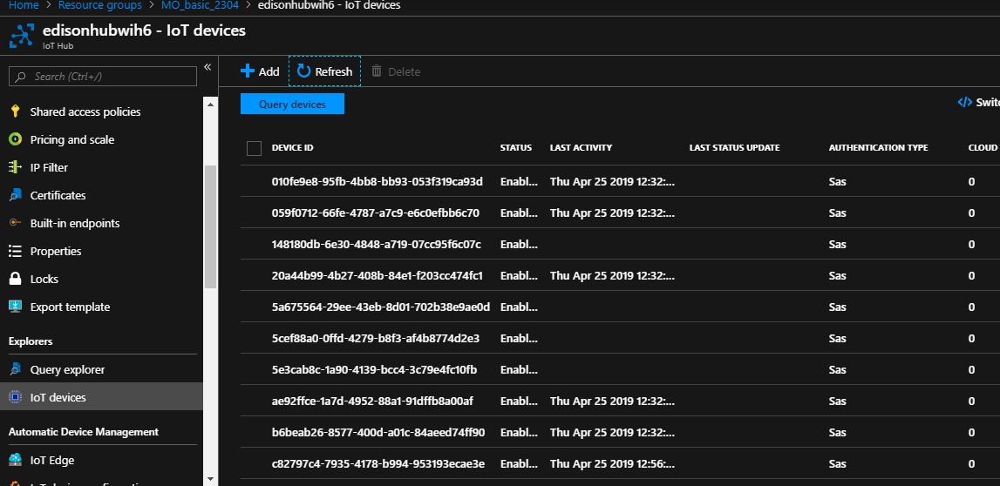 Home > Resource groups > MO_basic_2304 > edisonhubwih6 - IoT devices
edisonhubwih6 - IoT devices
IoT Hub
Search (Ctrl+/)
«
Shared access policies
Pricing and scale
IP Filter
Certificates
Built-in endpoints
Properties
Locks
Export template
Explorers
Query explorer
IoT devices
Automatic Device Management
IoT Edge
Add Refresh Delete
Query devices
</> Switc
DEVICE ID STATUS LAST ACTIVITY LAST STATUS UPDATE AUTHENTICATION TYPE CLOUD
010fe9e8-95fb-4bb8-bb93-053f319ca93d Enabl... Thu Apr 25 2019 12:32:... Sas 0
059f0712-66fe-4787-a7c9-e6c0efbb6c70 Enabl... Thu Apr 25 2019 12:32:... Sas 0
148180db-6e30-4848-a719-07cc95f6c07c Enabl... Sas 0
20a44b99-4b27-408b-84e1-f203cc474fc1 Enabl... Thu Apr 25 2019 12:32:... Sas 0
5a675564-29ee-43eb-8d01-702b38e9ae0d Enabl... Sas 0
5cef88a0-0ffd-4279-b8f3-af4b8774d2e3 Enabl... Sas 0
5e3cab8c-1a90-4139-bcc4-3c79e4fc10fb Enabl... Sas 0
ae92ffce-1a7d-4952-88a1-91dffb8a00af Enabl... Thu Apr 25 2019 12:32:... Sas 0
b6beab26-8577-400d-a01c-84aeed74ff90 Enabl... Thu Apr 25 2019 12:32:... Sas 0
c82797c4-7935-4178-b994-953193ecae3e Enabl... Thu Apr 25 2019 12:56:... Sas 0